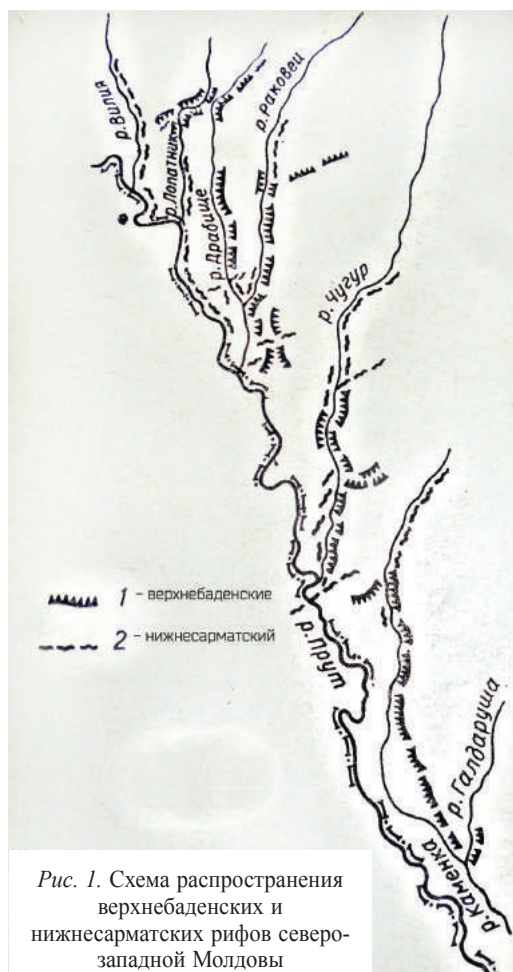 р. Вилия
р. Лопатник
р. Драбище
р. Раковец
р. Чугур
1 - верхнебаденские
2 - нижнесарматский
р. Прут
р. Галдаруша
р. Каменка
Рис. 1. Схема распространения
верхнебаденских и
нижнесарматских рифов северо-
западной Молдовы